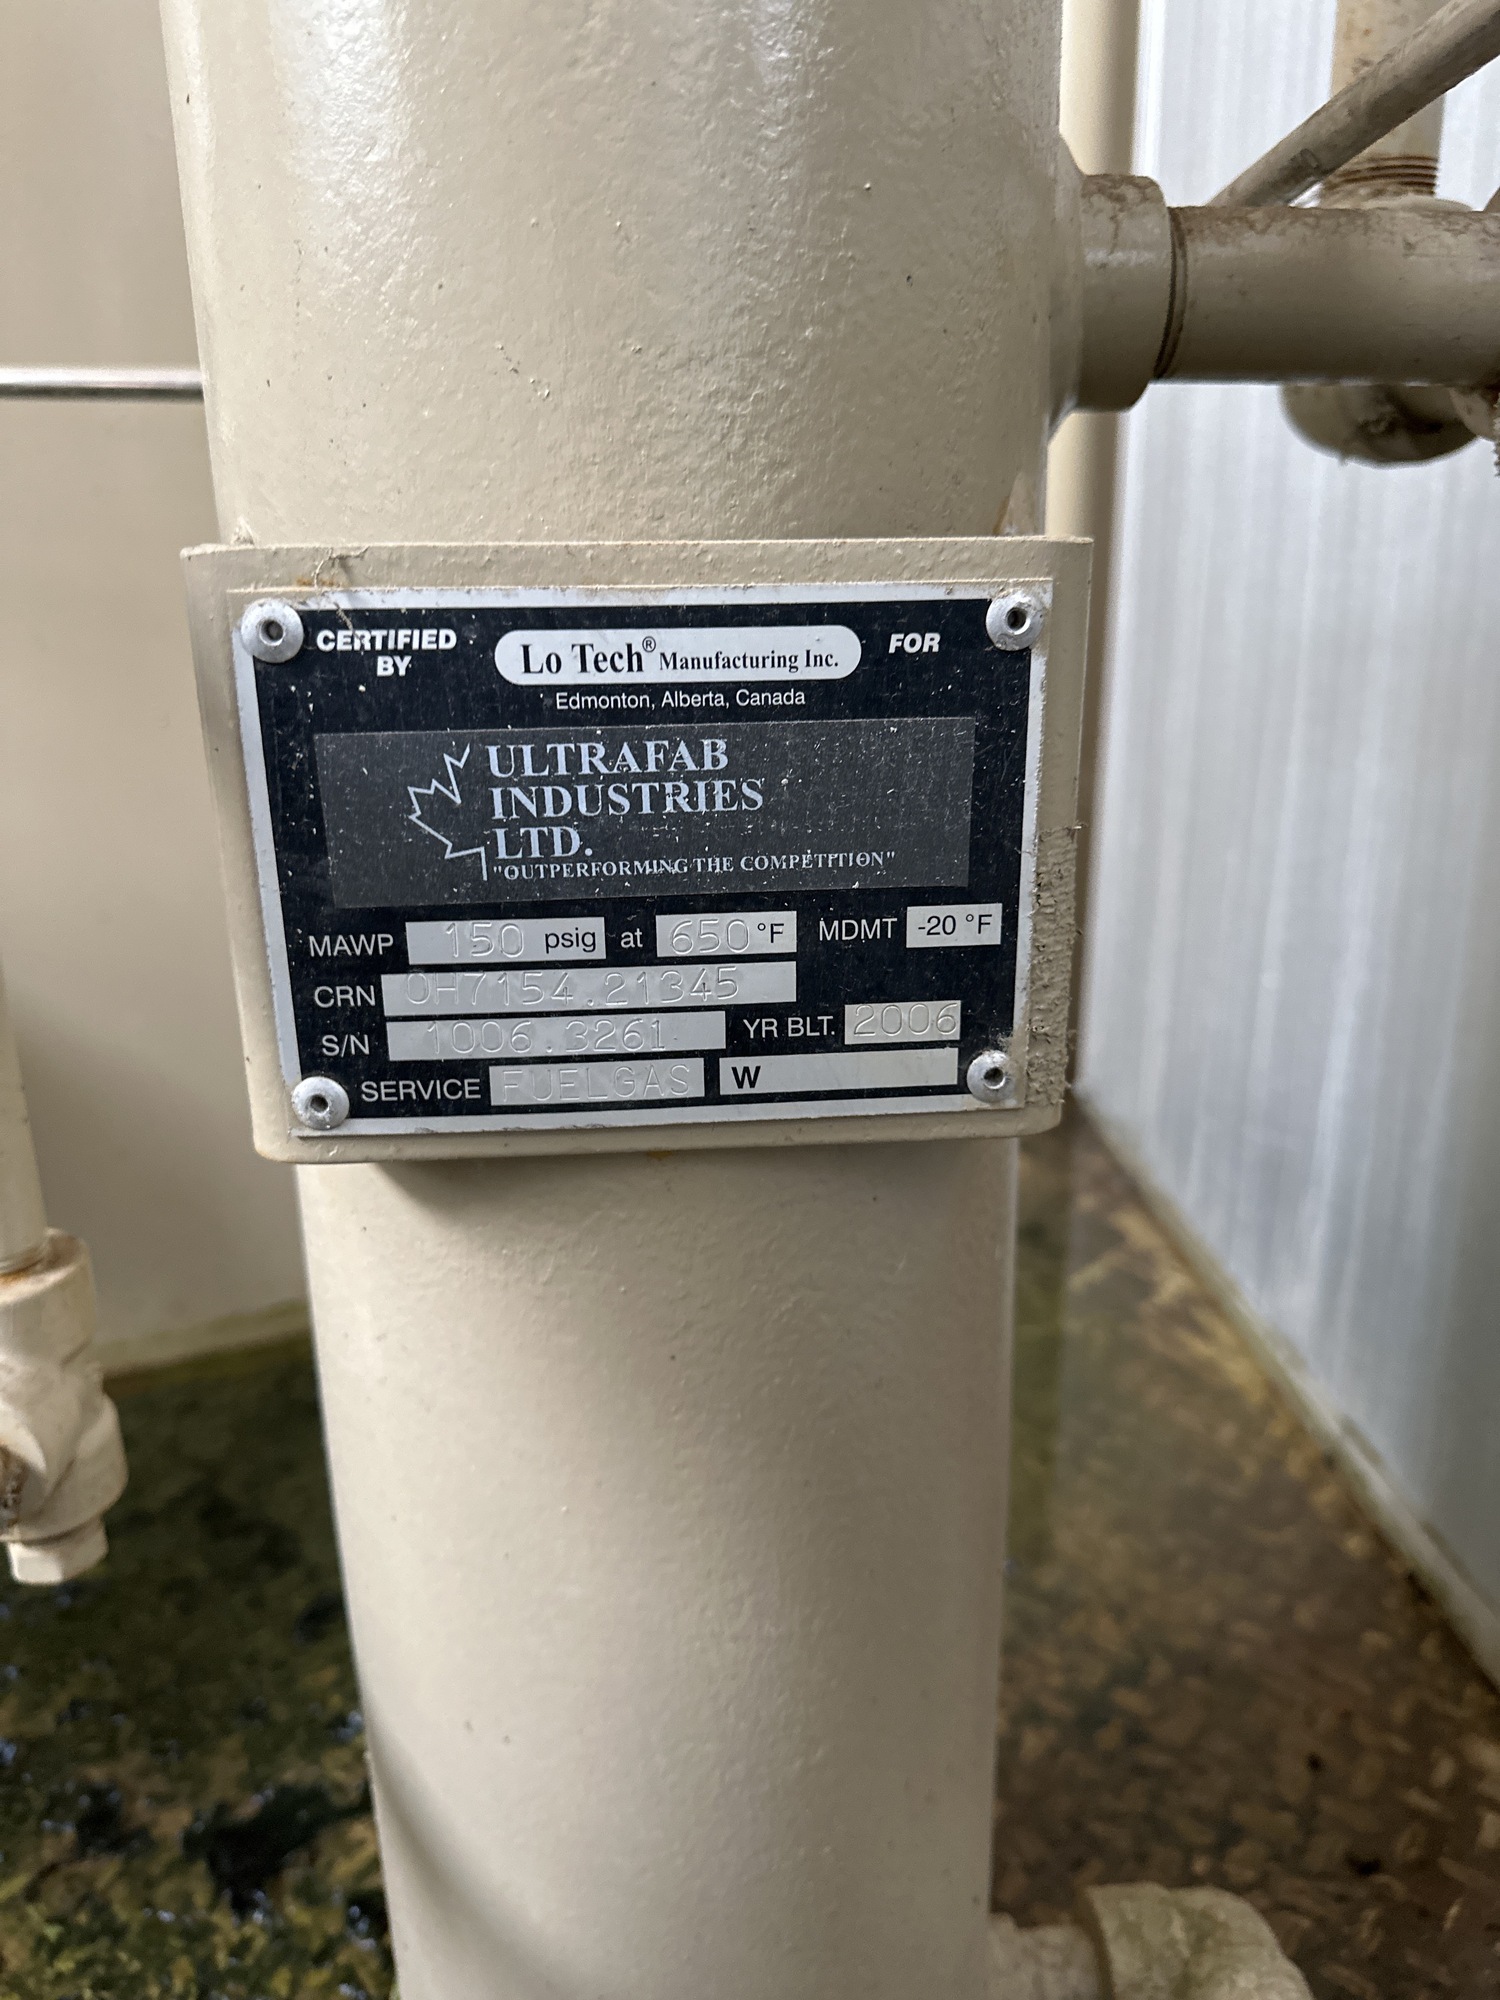 CERTIFIED BY Lo Tech® Manufacturing Inc. FOR
Edmonton, Alberta, Canada
ULTRAFAB
INDUSTRIES
LTD.
"OUTPERFORMING THE COMPETITION"
MAWP 150 psig at 650 °F MDMT -20 °F
CRN 0H7154.21345
S/N 1006.3261 YR BLT. 2006
SERVICE FUELGAS W